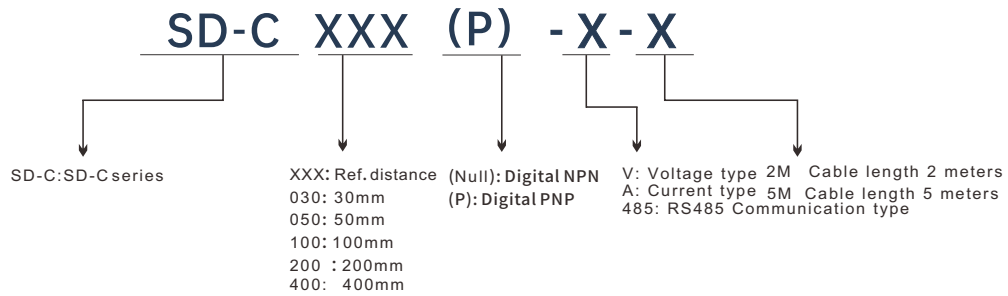 SD-C XXX (P) -X-X
SD-C:SD-C series
XXX: Ref.distance
030: 30mm
050: 50mm
100: 100mm
200 : 200mm
400: 400mm
(Null): Digital NPN
(P): Digital PNP
V: Voltage type
A: Current type
485: RS485 Communication type
2M Cable length 2 meters
5M Cable length 5 meters